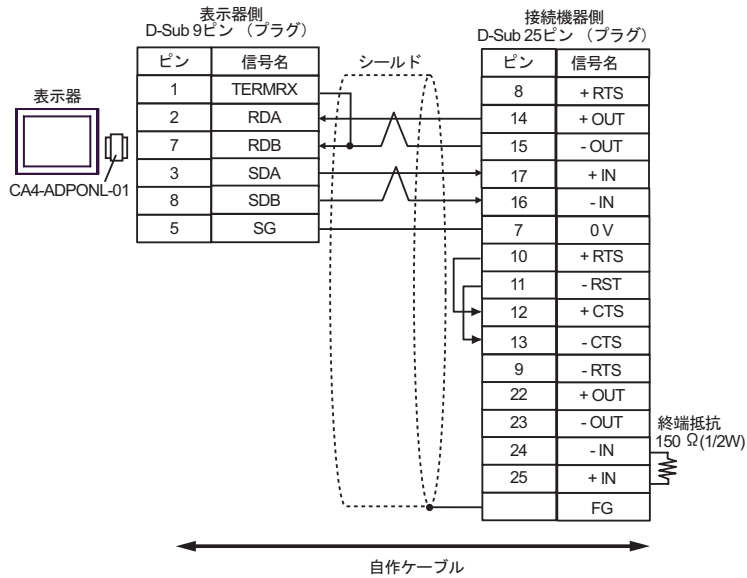 表示器側
D-Sub 9ピン （プラグ）
ピン 信号名
1 TERMRX
2 RDA
7 RDB
3 SDA
8 SDB
5 SG
表示器
CA4-ADPONL-01
シールド
接続機器側
D-Sub 25ピン （プラグ）
ピン 信号名
8 + RTS
14 + OUT
15 - OUT
17 + IN
16 - IN
7 0 V
10 + RTS
11 - RST
12 + CTS
13 - CTS
9 - RTS
22 + OUT
23 - OUT
24 - IN
25 + IN
FG
終端抵抗
150 Ω(1/2W)
自作ケーブル